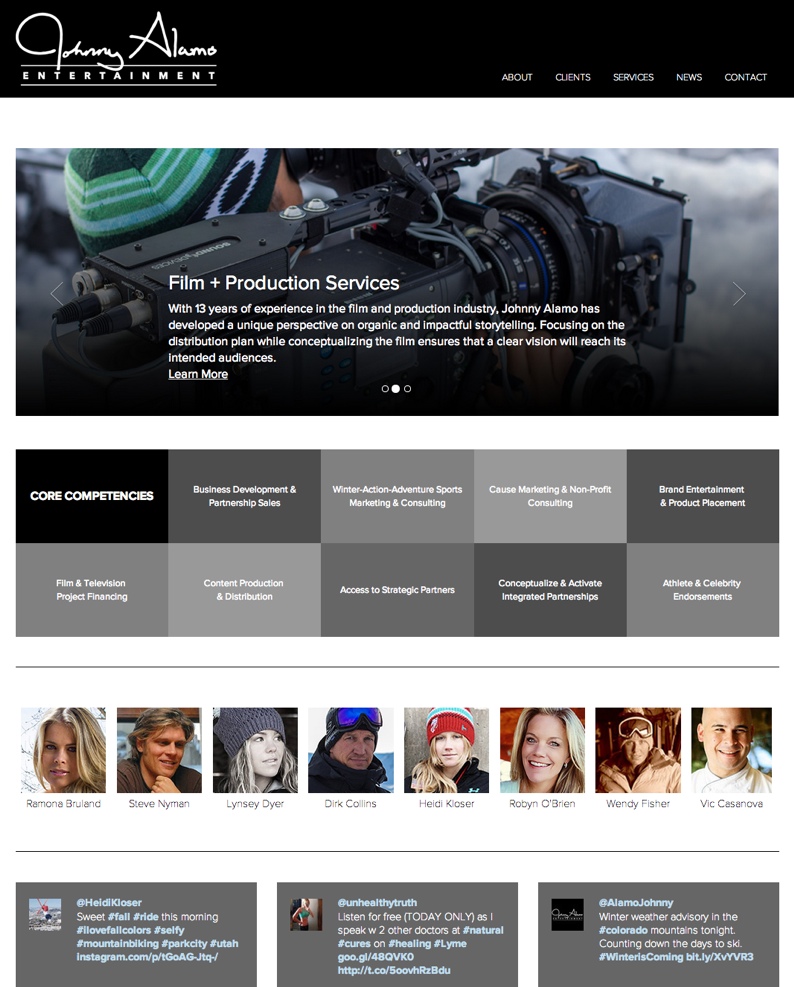 Johnny Alamo
ENTERTAINMENT
ABOUT CLIENTS SERVICES NEWS CONTACT
SOUND DEVICES
Film + Production Services
With 13 years of experience in the film and production industry, Johnny Alamo has
developed a unique perspective on organic and impactful storytelling. Focusing on the
distribution plan while conceptualizing the film ensures that a clear vision will reach its
intended audiences.
Learn More
CORE COMPETENCIES
Business Development &
Partnership Sales
Winter-Action-Adventure Sports
Marketing & Consulting
Cause Marketing & Non-Profit
Consulting
Brand Entertainment
& Product Placement
Film & Television
Project Financing
Content Production
& Distribution
Access to Strategic Partners
Conceptualize & Activate
Integrated Partnerships
Athlete & Celebrity
Endorsements
Ramona Bruland
Steve Nyman
Lynsey Dyer
Dirk Collins
Heidi Kloser
Robyn O'Brien
Wendy Fisher
Vic Casanova
@HeidiKloser
Sweet #fall #ride this morning
#ilovefallcolors #selfy
#mountainbiking #parkcity #utah
instagram.com/p/tGoAG-Jtq-/
@unhealthytruth
Listen for free (TODAY ONLY) as I
speak w 2 other doctors at #natural
#cures on #healing #Lyme
goo.gl/48QVK0
http://t.co/5oovhRzBdu
@AlamoJohnny
Winter weather advisory in the
#colorado mountains tonight.
Counting down the days to ski.
#WinterisComing bit.ly/XvYVR3